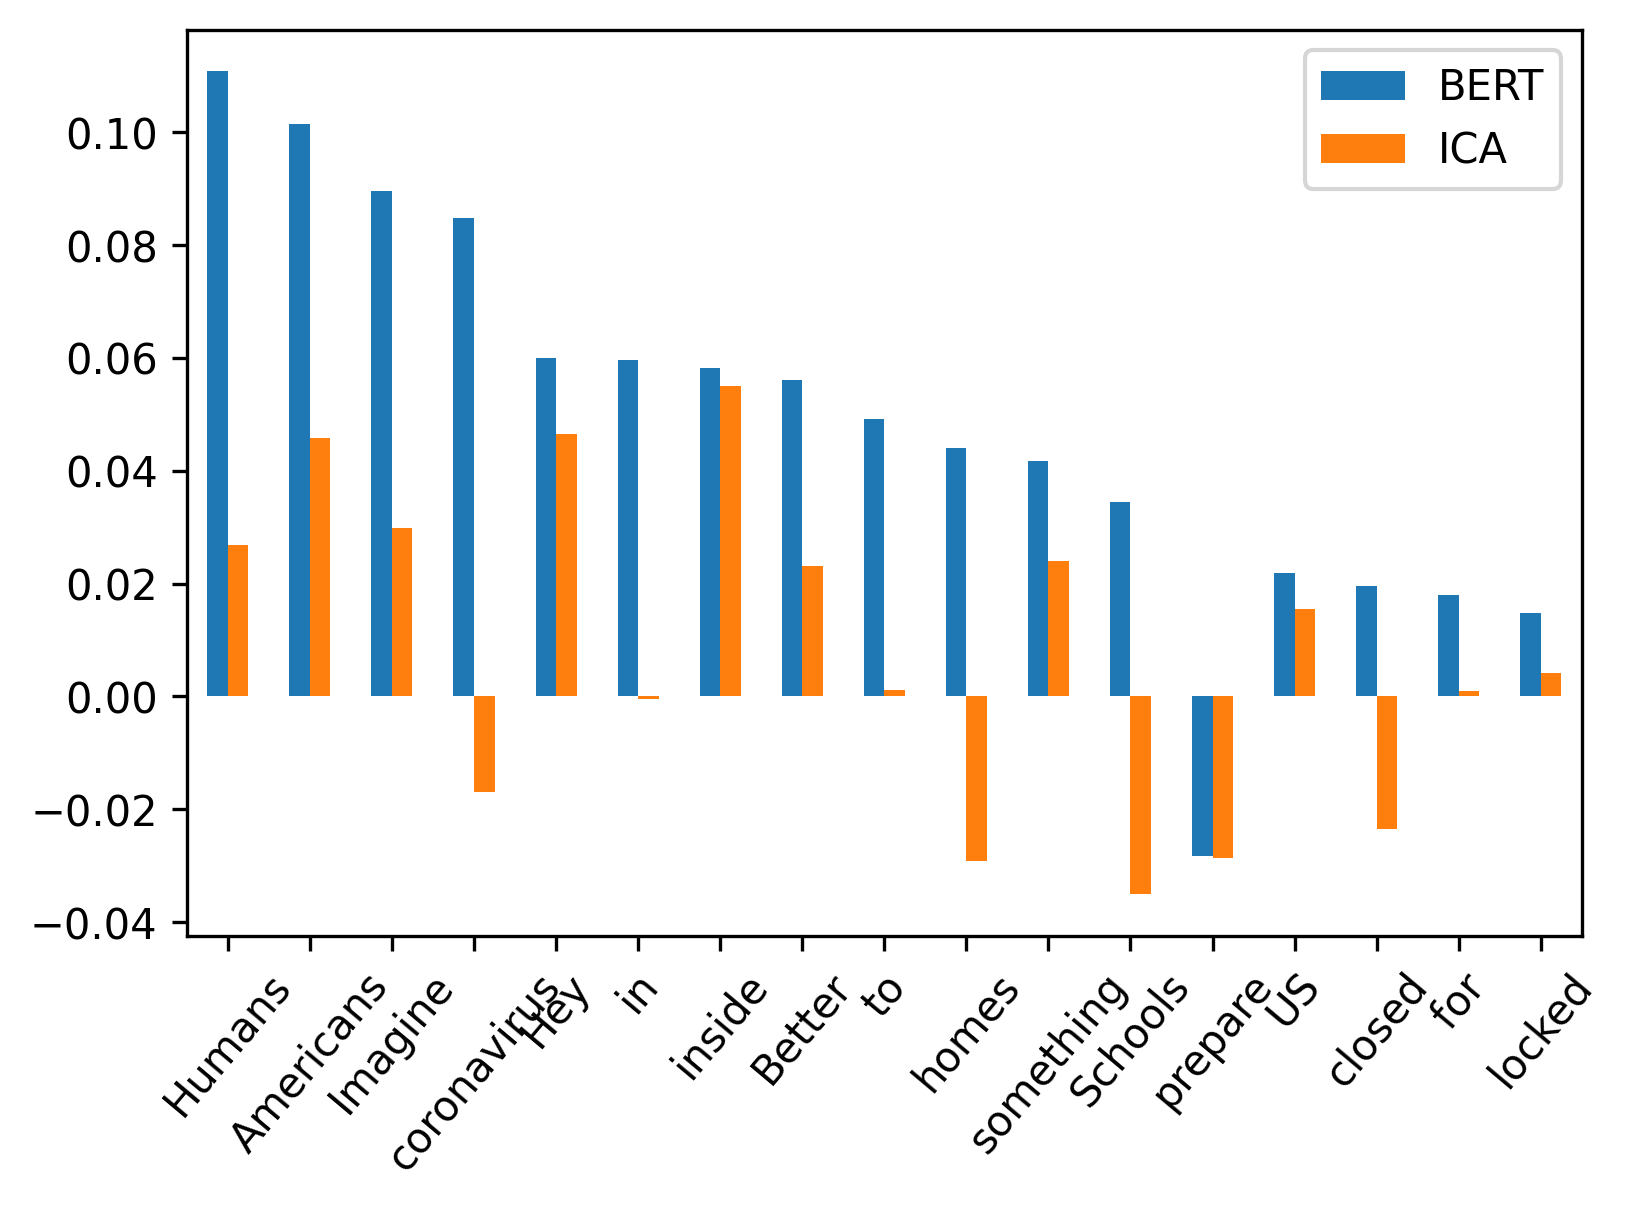 BERT
ICA
0.10
0.08
0.06
0.04
0.02
0.00
−0.02
−0.04
Humans
Americans
Imagine
coronavirus
Hey
in
inside
Better
to
homes
something
Schools
prepare
US
closed
for
locked